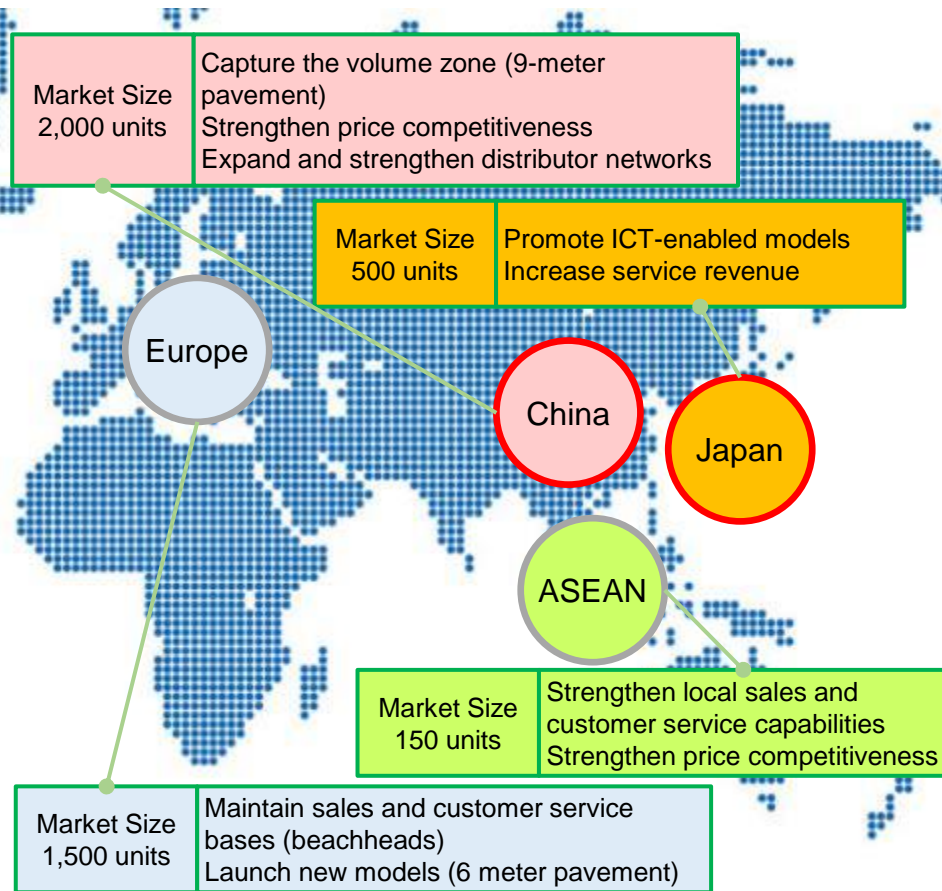 Market Size
2,000 units
Capture the volume zone (9-meter
pavement)
Strengthen price competitiveness
Expand and strengthen distributor networks
Market Size
500 units
Promote ICT-enabled models
Increase service revenue
Europe
China
Japan
ASEAN
Market Size
150 units
Strengthen local sales and
customer service capabilities
Strengthen price competitiveness
Market Size
1,500 units
Maintain sales and customer service
bases (beachheads)
Launch new models (6 meter pavement)